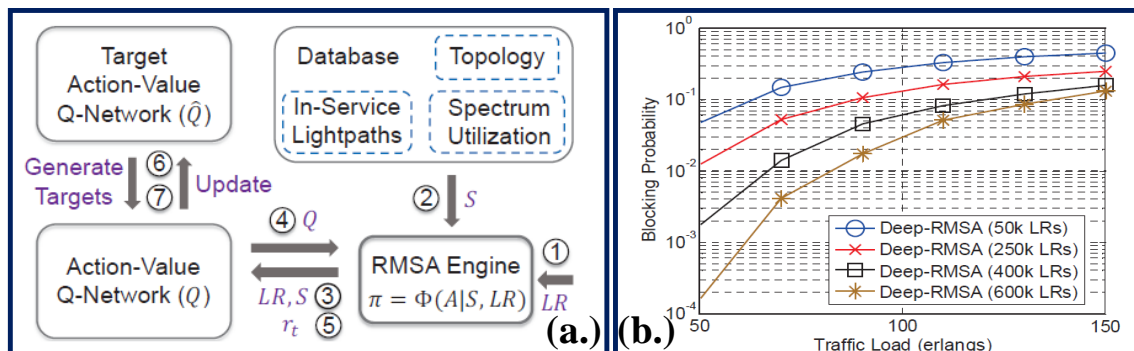 Target
Action-Value
Q-Network (Q̂)
Database
Topology
In-Service
Lightpaths
Spectrum
Utilization
Generate
Targets
⑥
⑦
Update
② S
④ Q
Action-Value
Q-Network (Q)
LR, S ③
r_t ⑤
RMSA Engine
π = Φ(A|S, LR)
①
LR
(a.)
(b.)
Blocking Probability
10^0
10^-1
10^-2
10^-3
10^-4
Deep-RMSA (50k LRs)
Deep-RMSA (250k LRs)
Deep-RMSA (400k LRs)
Deep-RMSA (600k LRs)
50 100 150
Traffic Load (erlangs)